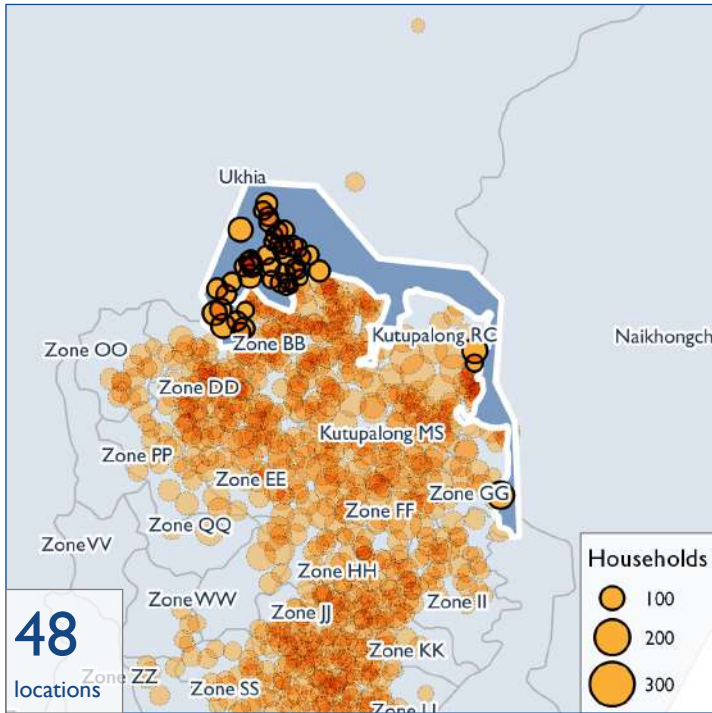 Ukhia
Kutupalong RC
Naikhongch
Zone BB
Zone OO
Zone DD
Kutupalong MS
Zone PP
Zone EE
Zone GG
Zone FF
Zone QQ
ZoneVV
Households
100
200
300
Zone HH
ZoneWW
Zone JJ
Zone II
48
locations
Zone KK
Zone ZZ
Zone SS